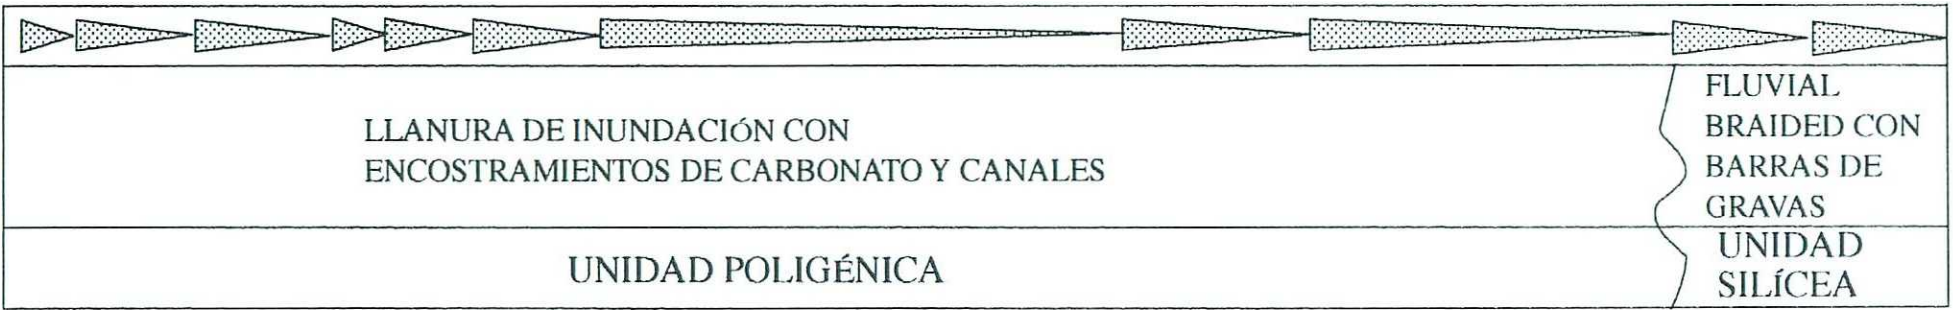 LLANURA DE INUNDACIÓN CON
ENCOSTRAMIENTOS DE CARBONATO Y CANALES
FLUVIAL
BRAIDED CON
BARRAS DE
GRAVAS
UNIDAD POLIGÉNICA
UNIDAD
SILÍCEA